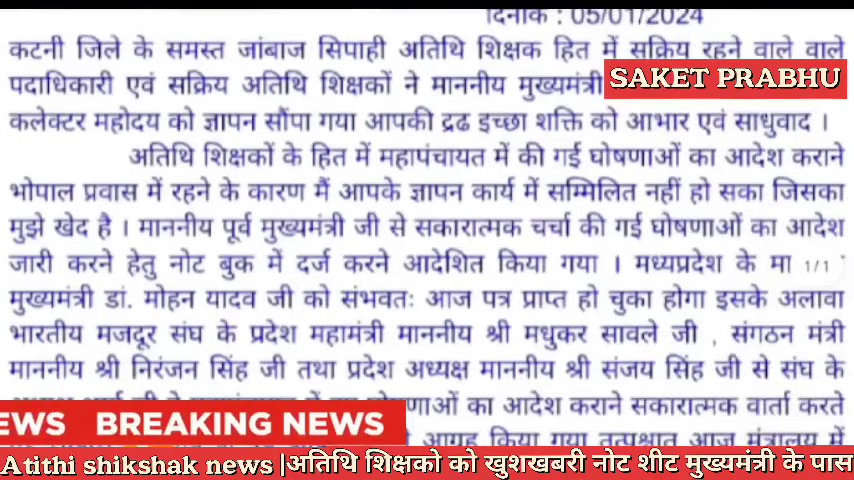 दिनांक : 05/01/2024
कटनी जिले के समस्त जांबाज सिपाही अतिथि शिक्षक हित में सक्रिय रहने वाले वाले
पदाधिकारी एवं सक्रिय अतिथि शिक्षकों ने माननीय मुख्यमंत्री
SAKET PRABHU
कलेक्टर महोदय को ज्ञापन सौंपा गया आपकी द्रढ इच्छा शक्ति को आभार एवं साधुवाद ।
अतिथि शिक्षकों के हित में महापंचायत में की गई घोषणाओं का आदेश कराने
भोपाल प्रवास में रहने के कारण मैं आपके ज्ञापन कार्य में सम्मिलित नहीं हो सका जिसका
मुझे खेद है । माननीय पूर्व मुख्यमंत्री जी से सकारात्मक चर्चा की गई घोषणाओं का आदेश
जारी करने हेतु नोट बुक में दर्ज करने आदेशित किया गया । मध्यप्रदेश के मा 1/1
मुख्यमंत्री डां. मोहन यादव जी को संभवतः आज पत्र प्राप्त हो चुका होगा इसके अलावा
भारतीय मजदूर संघ के प्रदेश महामंत्री माननीय श्री मधुकर सावले जी , संगठन मंत्री
माननीय श्री निरंजन सिंह जी तथा प्रदेश अध्यक्ष माननीय श्री संजय सिंह जी से संघ के
णाओं का आदेश कराने सकारात्मक वार्ता करते
EWS BREAKING NEWS
आग्रह किया गया तत्पश्चात आज मंत्रालय में
Atithi shikshak news |अतिथि शिक्षको को खुशखबरी नोट शीट मुख्यमंत्री के पास